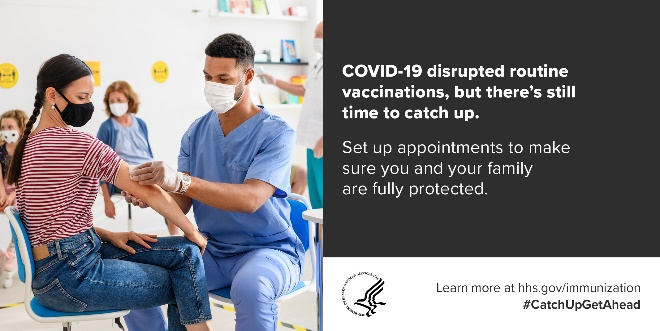 COVID-19 disrupted routine
vaccinations, but there's still
time to catch up.
Set up appointments to make
sure you and your family
are fully protected.
Learn more at hhs.gov/immunization
#CatchUpGetAhead